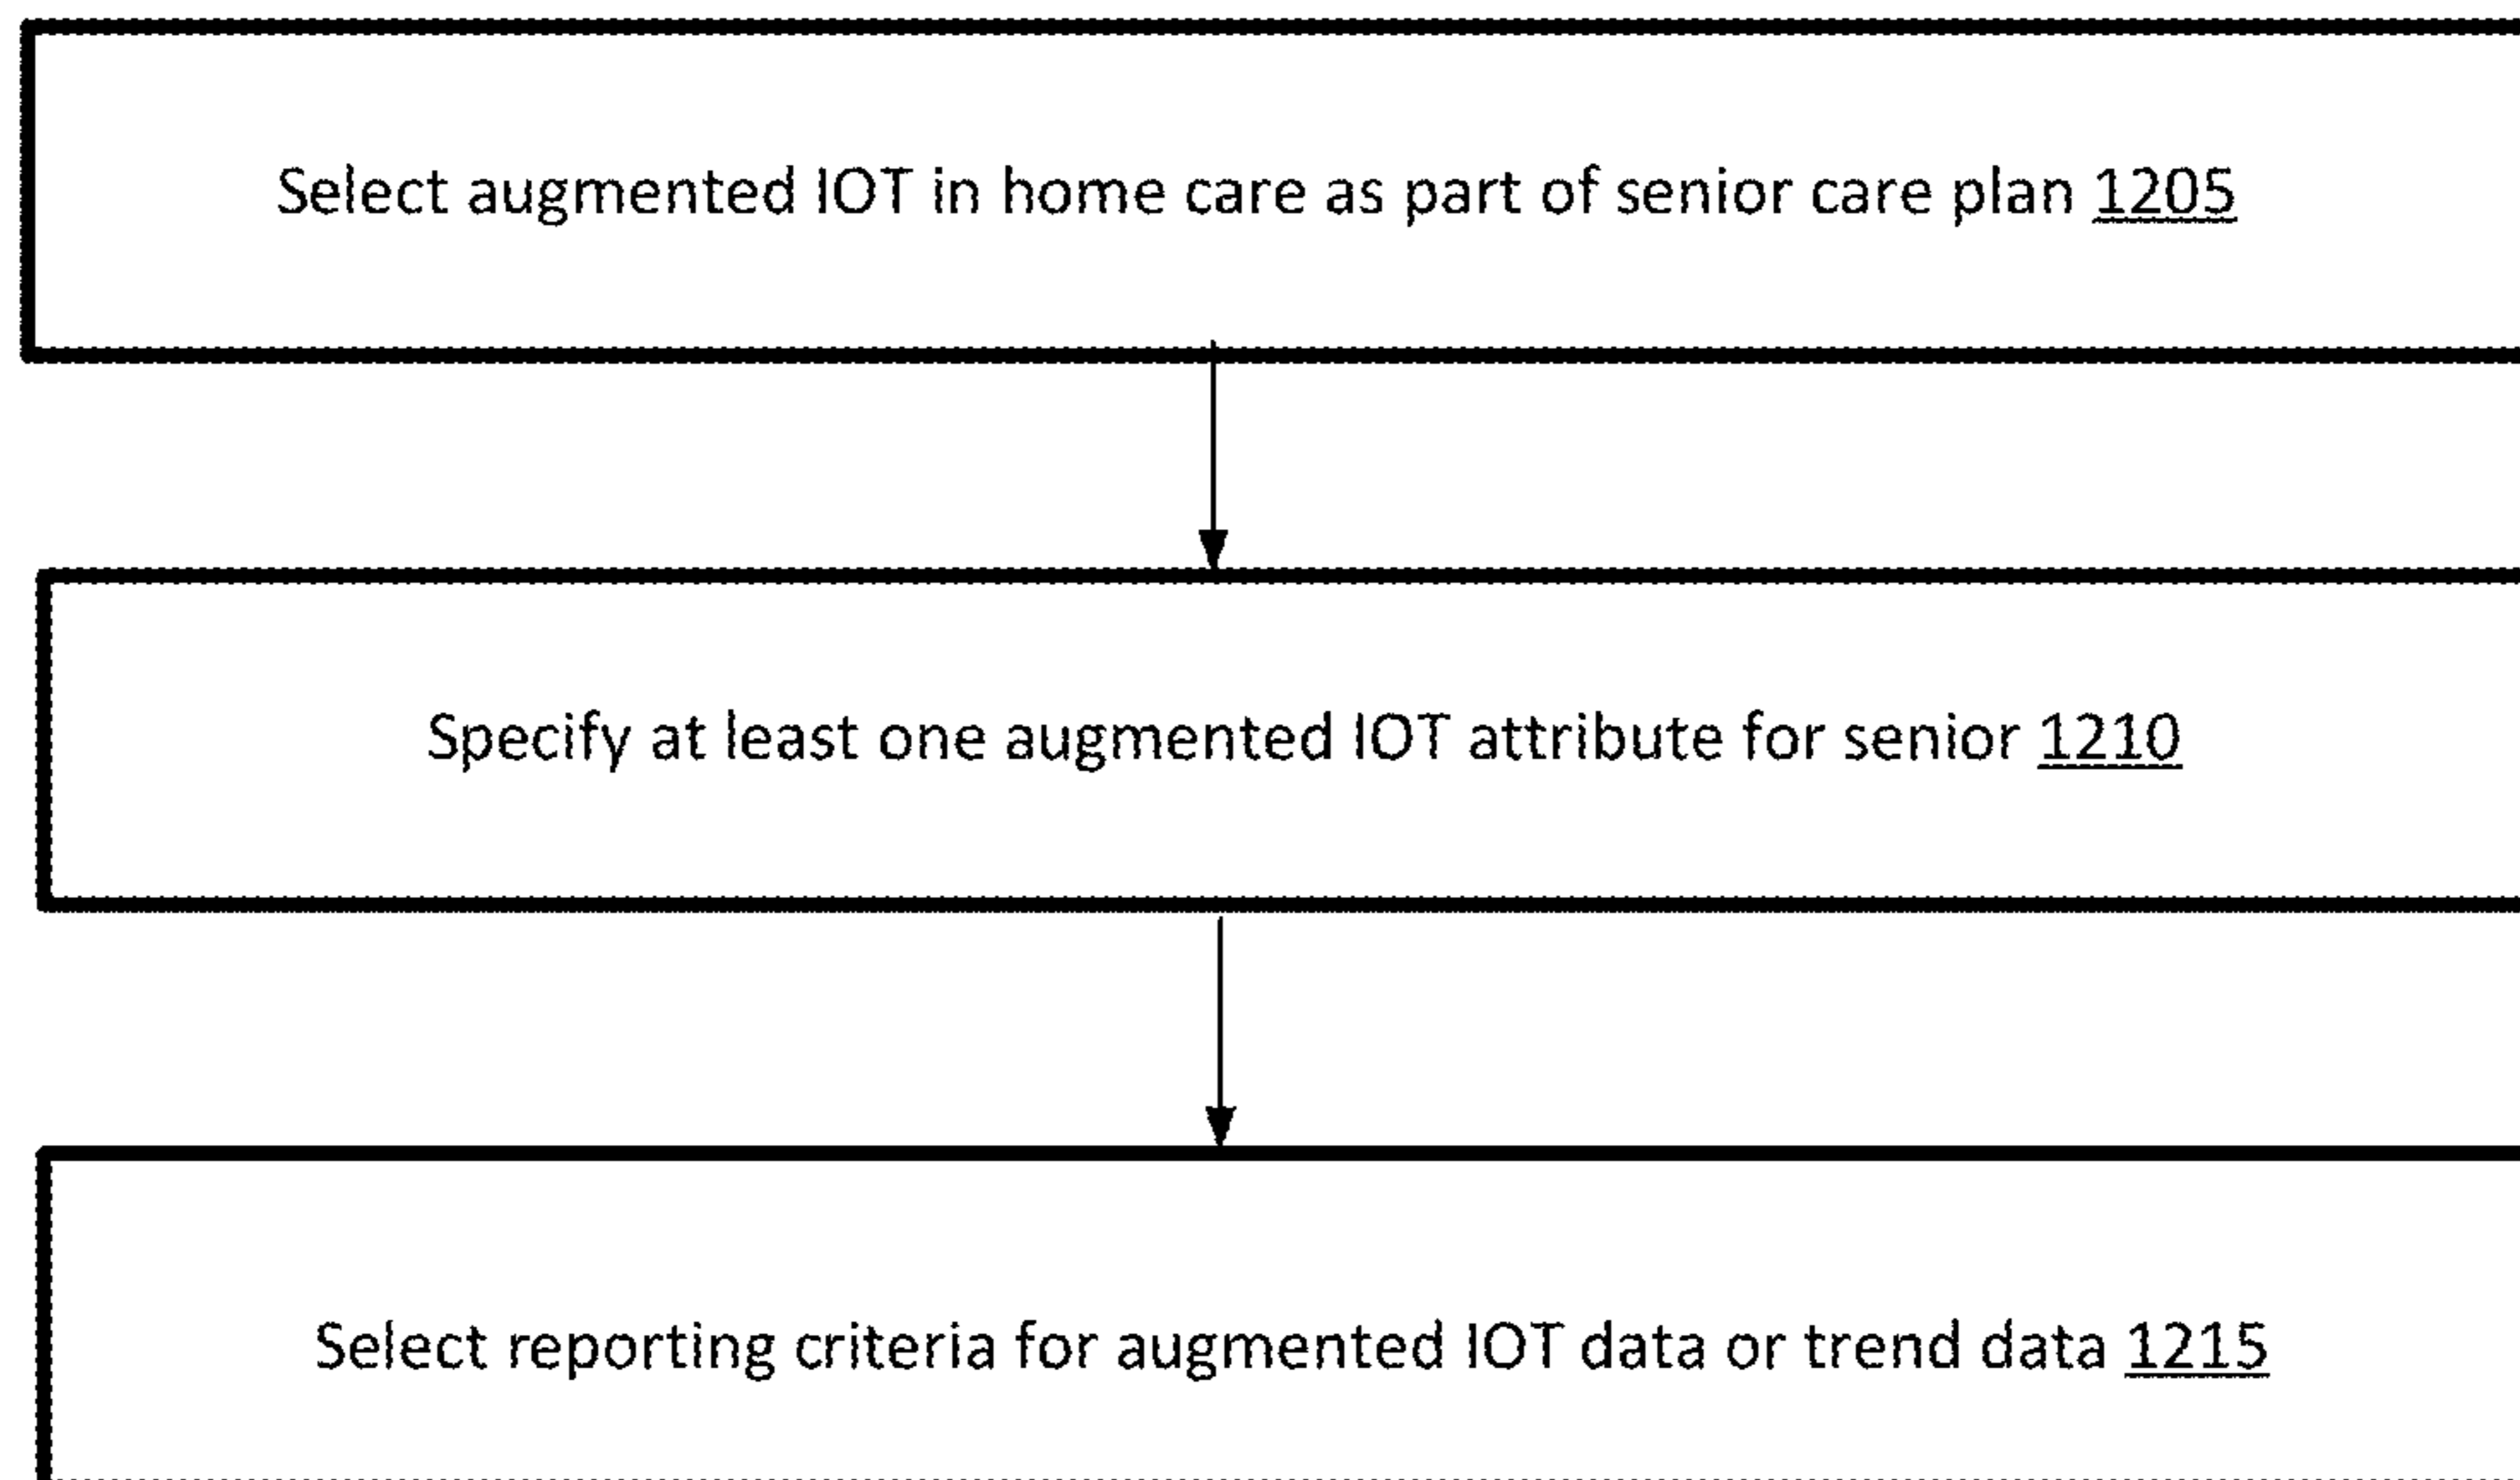 Select augmented IOT in home care as part of senior care plan 1205
Specify at least one augmented IOT attribute for senior 1210
Select reporting criteria for augmented IOT data or trend data 1215